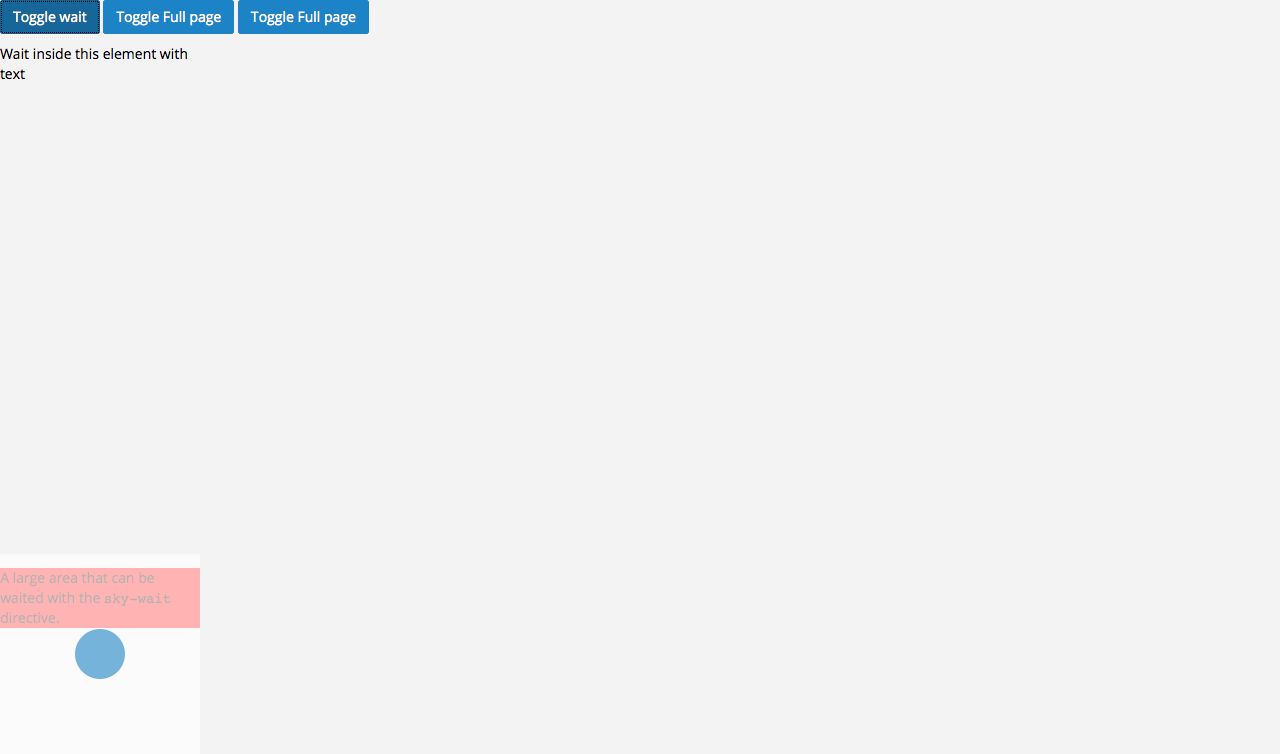 Toggle wait Toggle Full page Toggle Full page
Wait inside this element with
text
A large area that can be
waited with the sky-wait
directive.